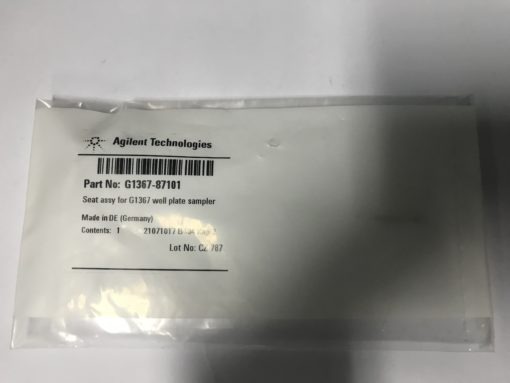 Agilent Technologies
Part No: G1367-87101
Seat assy for G1367 well plate sampler
Made in DE (Germany)
Contents: 1
Lot No: